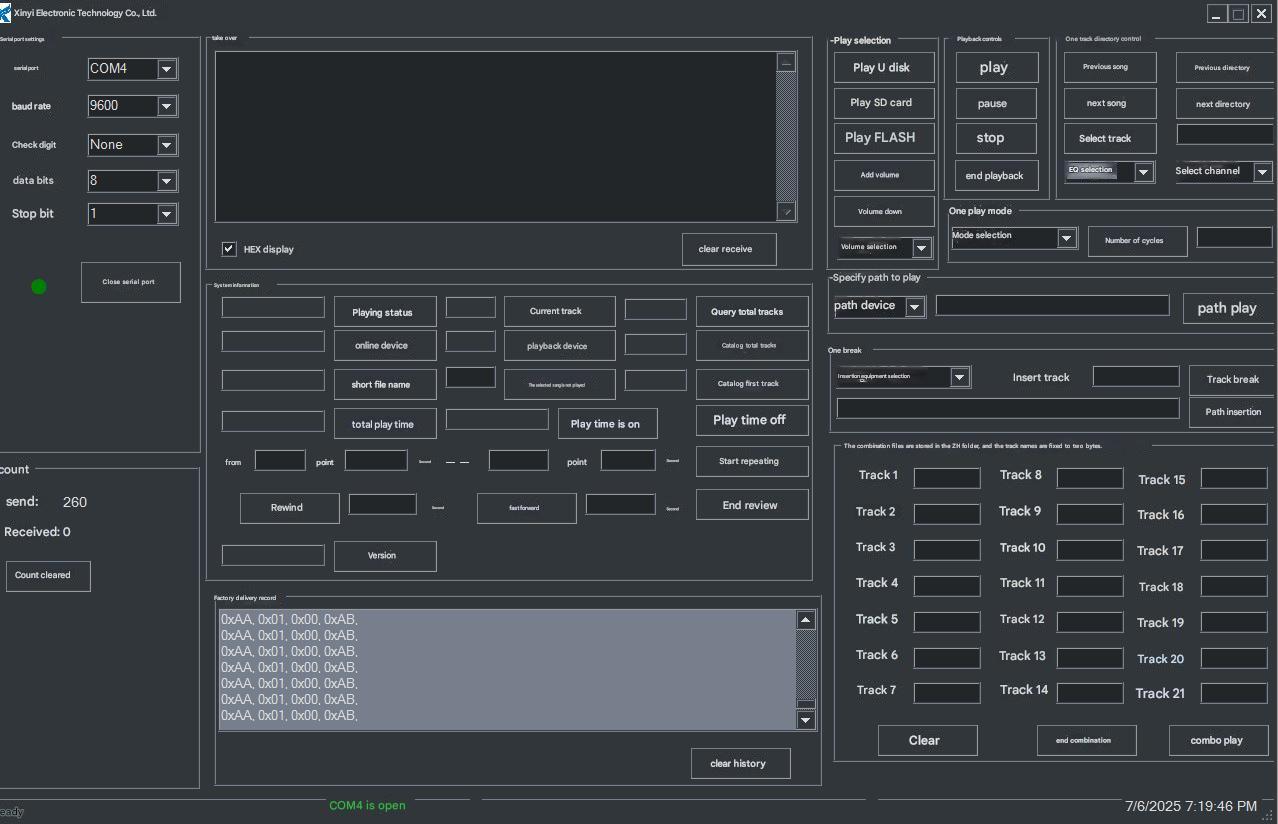 Xinyi Electronic Technology Co., Ltd.
Serial port settings
serial port
COM4
baud rate
9600
Check digit
None
data bits
8
Stop bit
1
Close serial port
count
send: 260
Received: 0
Count cleared
take over
HEX display
clear receive
System information
Playing status
Current track
Query total tracks
online device
playback device
Catalog total tracks
short file name
The selected song is not played
Catalog first track
total play time
Play time is on
Play time off
from
point
Second
— —
point
Second
Start repeating
Rewind
Second
fast forward
Second
End review
Version
Factory delivery record
0xAA, 0x01, 0x00, 0xAB,
0xAA, 0x01, 0x00, 0xAB,
0xAA, 0x01, 0x00, 0xAB,
0xAA, 0x01, 0x00, 0xAB,
0xAA, 0x01, 0x00, 0xAB,
0xAA, 0x01, 0x00, 0xAB,
0xAA, 0x01, 0x00, 0xAB,
clear history
-Play selection
Play U disk
Play SD card
Play FLASH
Add volume
Volume down
Volume selection
Playback controls
play
pause
stop
end playback
One track directory control
Previous song
Previous directory
next song
next directory
Select track
EQ selection
Select channel
One play mode
Mode selection
Number of cycles
-Specify path to play
path device
path play
One break
Insertion equipment selection
Insert track
Track break
Path insertion
The combination files are stored in the ZH folder, and the track names are fixed to two bytes.
Track 1
Track 8
Track 15
Track 2
Track 9
Track 16
Track 3
Track 10
Track 17
Track 4
Track 11
Track 18
Track 5
Track 12
Track 19
Track 6
Track 13
Track 20
Track 7
Track 14
Track 21
Clear
end combination
combo play
eady
COM4 is open
7/6/2025 7:19:46 PM